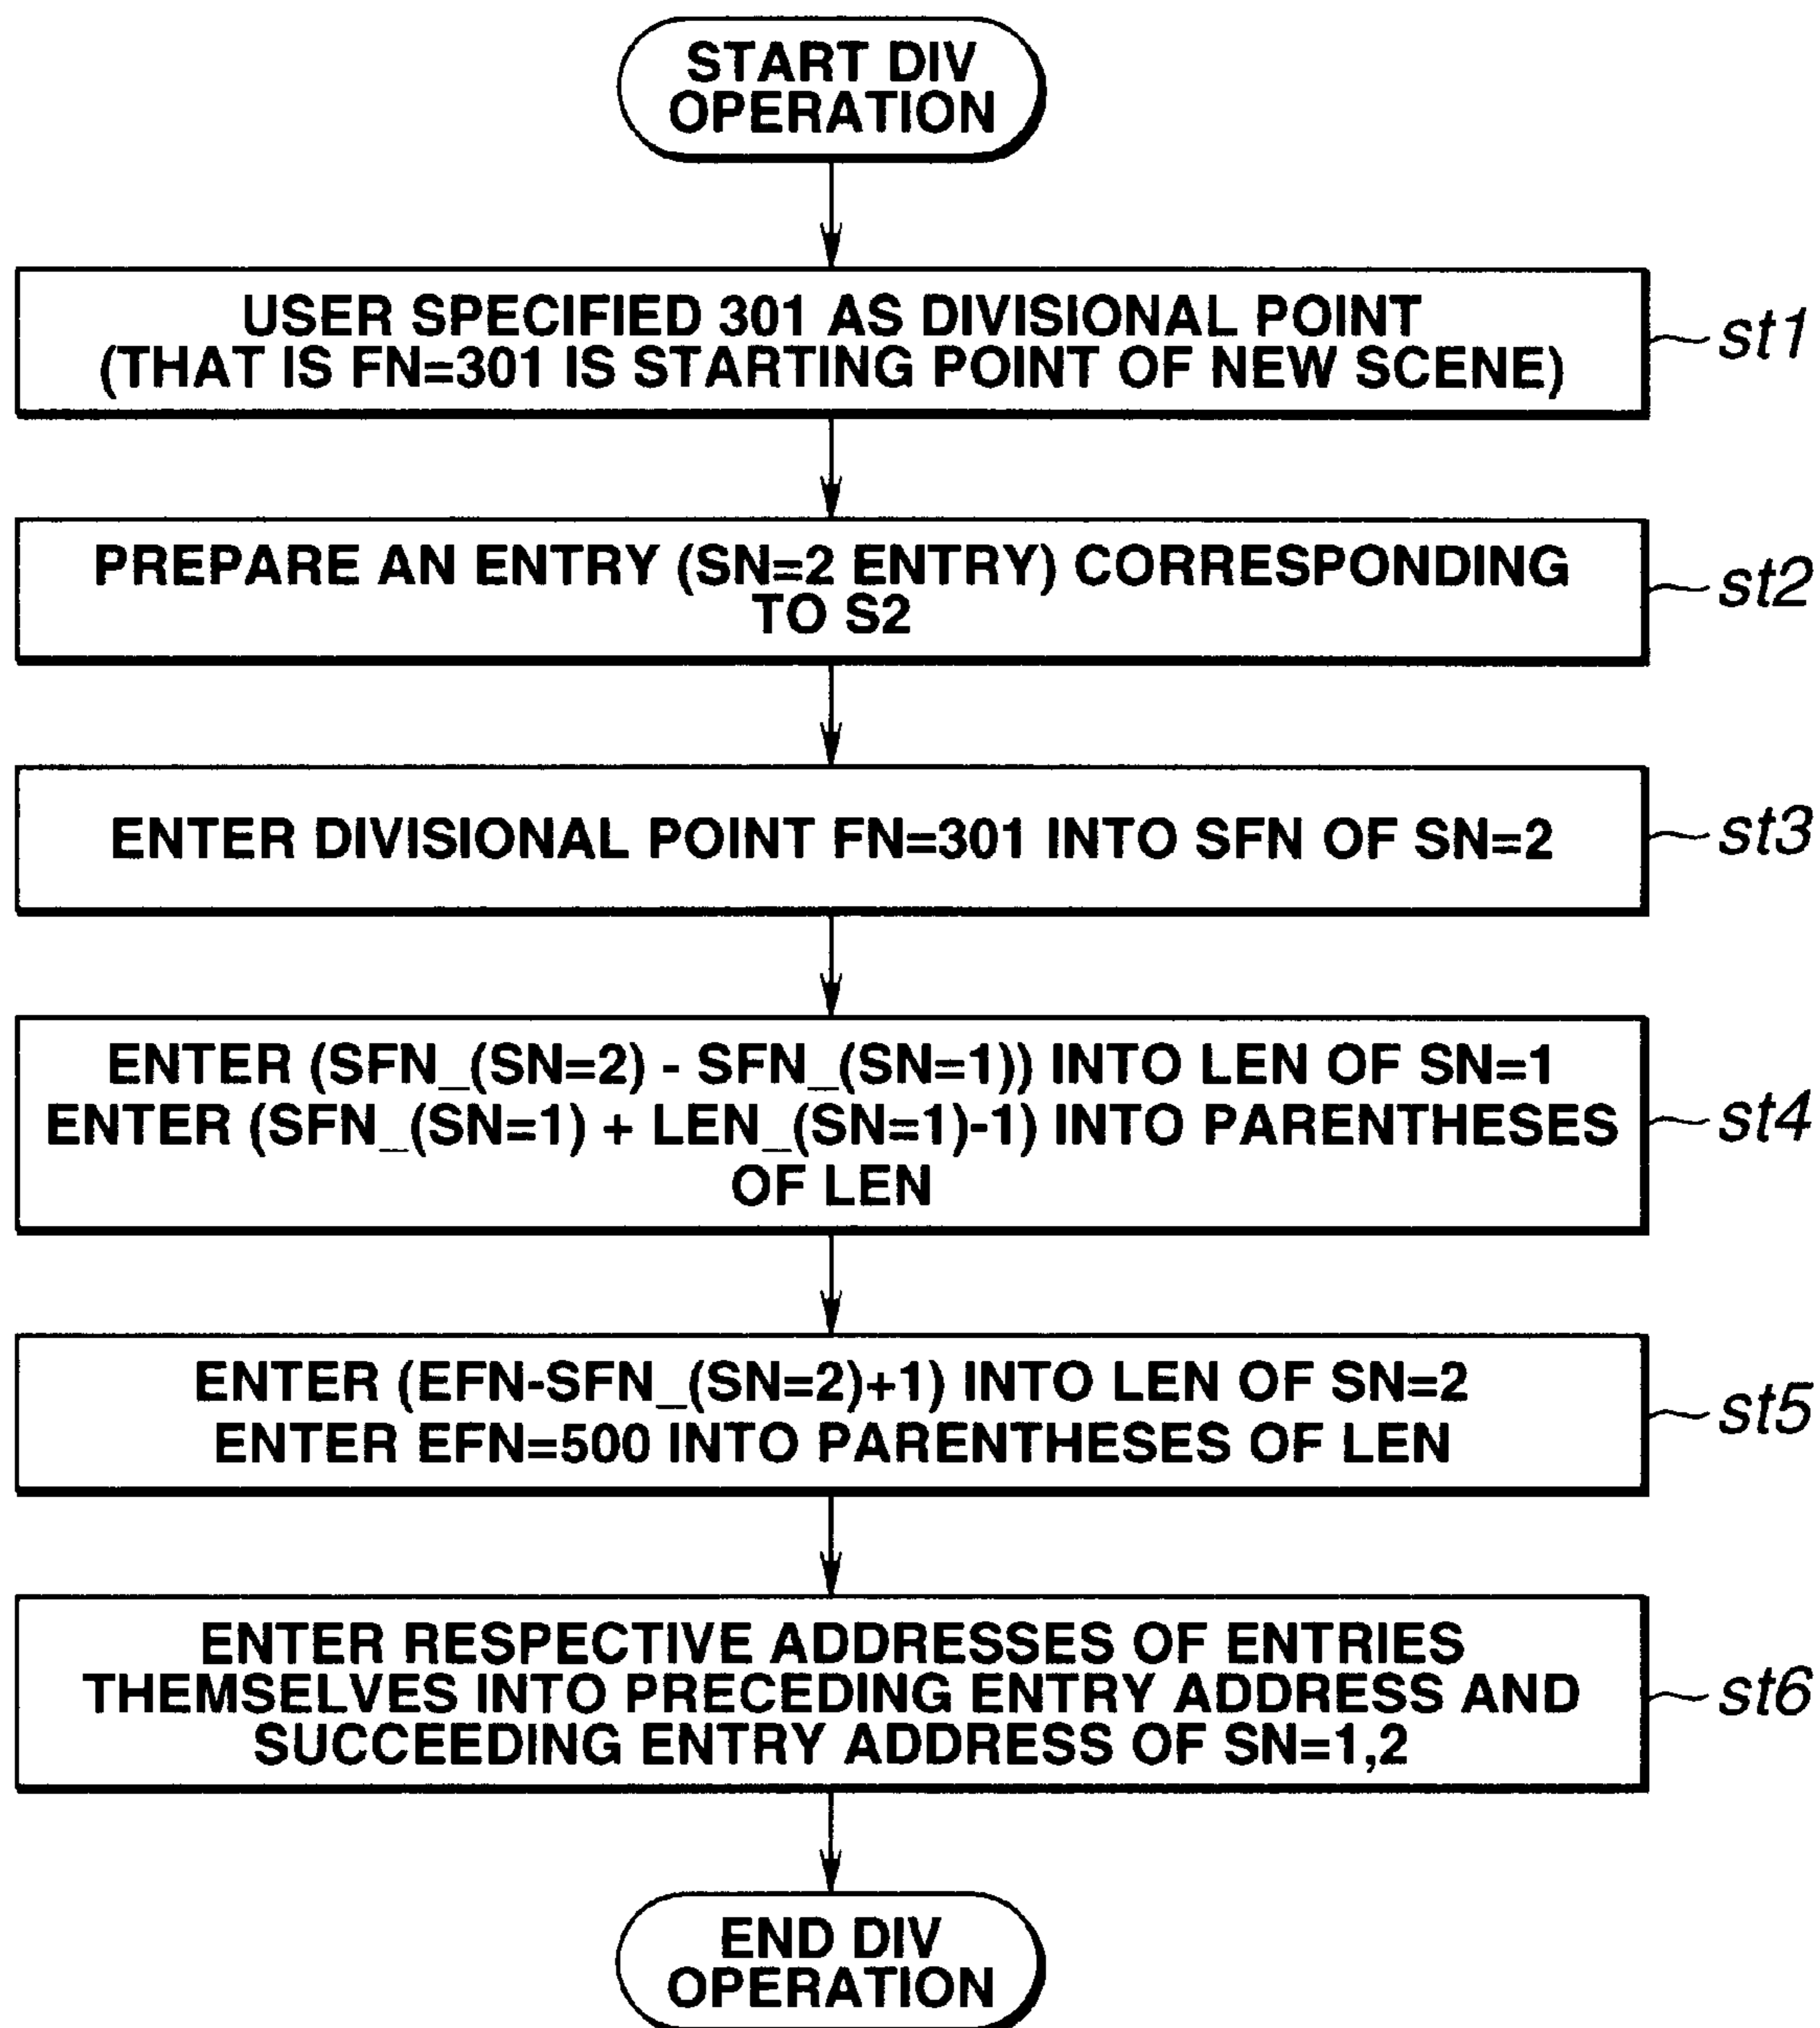 START DIV
OPERATION
USER SPECIFIED 301 AS DIVISIONAL POINT
(THAT IS FN=301 IS STARTING POINT OF NEW SCENE)
st1
PREPARE AN ENTRY (SN=2 ENTRY) CORRESPONDING
TO S2
st2
ENTER DIVISIONAL POINT FN=301 INTO SFN OF SN=2
st3
ENTER (SFN_(SN=2) - SFN_(SN=1)) INTO LEN OF SN=1
ENTER (SFN_(SN=1) + LEN_(SN=1)-1) INTO PARENTHESES
OF LEN
st4
ENTER (EFN-SFN_(SN=2)+1) INTO LEN OF SN=2
ENTER EFN=500 INTO PARENTHESES OF LEN
st5
ENTER RESPECTIVE ADDRESSES OF ENTRIES
THEMSELVES INTO PRECEDING ENTRY ADDRESS AND
SUCCEEDING ENTRY ADDRESS OF SN=1,2
st6
END DIV
OPERATION